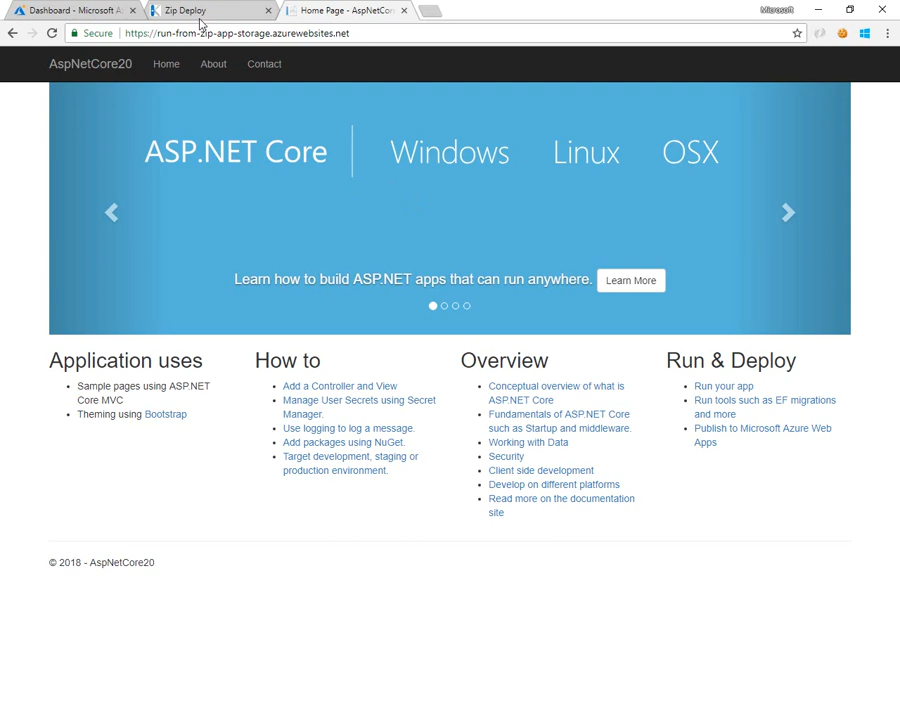 Dashboard - Microsoft A
Zip Deploy
Home Page - AspNetCor
Microsoft
Secure
https://run-from-zip-app-storage.azurewebsites.net
AspNetCore20
Home
About
Contact
ASP.NET Core
Windows
Linux
OSX
Learn how to build ASP.NET apps that can run anywhere.
Learn More
Application uses
Sample pages using ASP.NET
Core MVC
Theming using Bootstrap
How to
Add a Controller and View
Manage User Secrets using Secret
Manager.
Use logging to log a message.
Add packages using NuGet.
Target development, staging or
production environment.
Overview
Conceptual overview of what is
ASP.NET Core
Fundamentals of ASP.NET Core
such as Startup and middleware.
Working with Data
Security
Client side development
Develop on different platforms
Read more on the documentation
site
Run & Deploy
Run your app
Run tools such as EF migrations
and more
Publish to Microsoft Azure Web
Apps
© 2018 - AspNetCore20